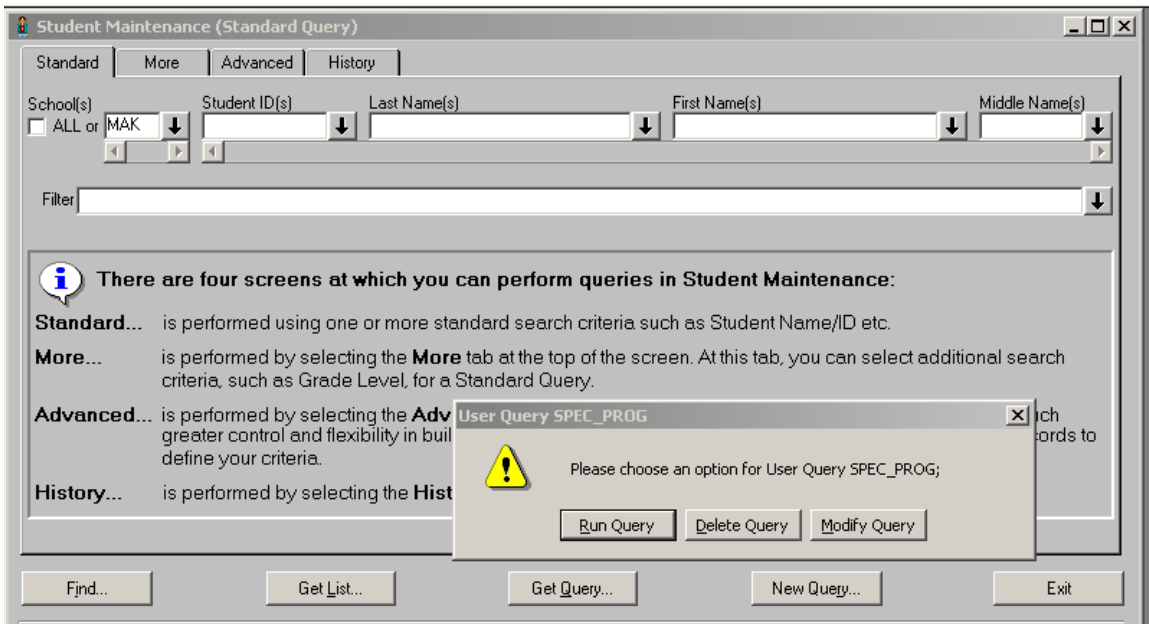 Student Maintenance (Standard Query)
Standard More Advanced History
School(s) Student ID(s) Last Name(s) First Name(s) Middle Name(s)
ALL or MAK
Filter
There are four screens at which you can perform queries in Student Maintenance:
Standard... is performed using one or more standard search criteria such as Student Name/ID etc.
More... is performed by selecting the More tab at the top of the screen. At this tab, you can select additional search
criteria, such as Grade Level, for a Standard Query.
Advanced... is performed by selecting the
greater control and flexibility in
define your criteria.
History... is performed by selecting the
User Query SPEC_PROG
Please choose an option for User Query SPEC_PROG;
Run Query Delete Query Modify Query
Find... Get List... Get Query... New Query... Exit